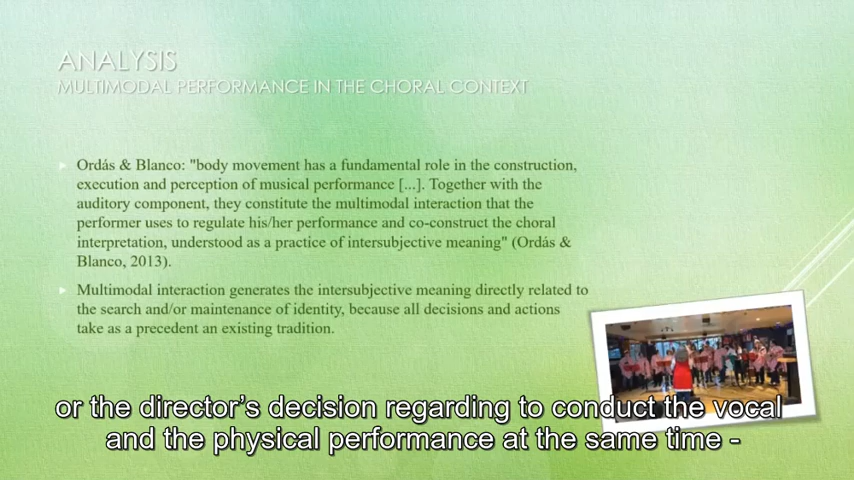 ANALYSIS
MULTIMODAL PERFORMANCE IN THE CHORAL CONTEXT
Ordás & Blanco: "body movement has a fundamental role in the construction,
execution and perception of musical performance [...]. Together with the
auditory component, they constitute the multimodal interaction that the
performer uses to regulate his/her performance and co-construct the choral
interpretation, understood as a practice of intersubjective meaning" (Ordás &
Blanco, 2013).
Multimodal interaction generates the intersubjective meaning directly related to
the search and/or maintenance of identity, because all decisions and actions
take as a precedent an existing tradition.
or the director's decision regarding to conduct the vocal
and the physical performance at the same time -